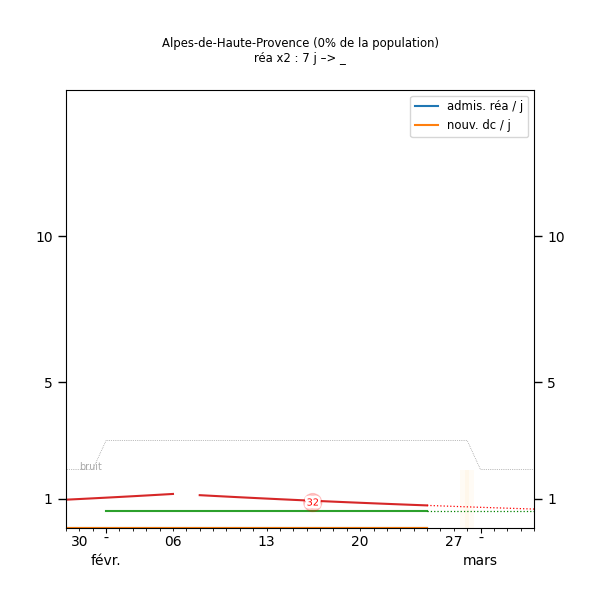 Alpes-de-Haute-Provence (0% de la population)
réa x2 : 7 j –> _
admis. réa / j
nouv. dc / j
10 10
5 5
bruit
1 32 1
30 - 06 13 20 27 -
févr. mars